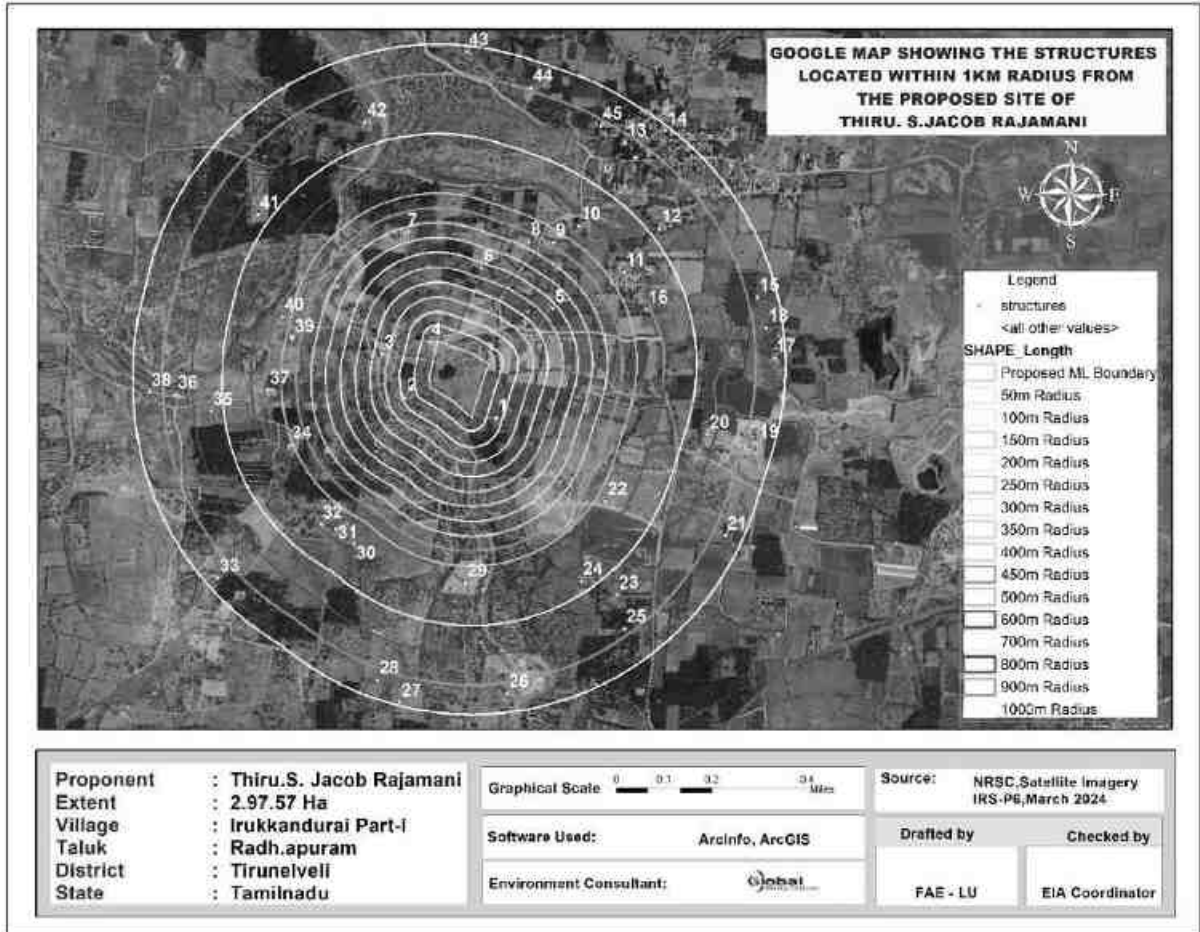 GOOGLE MAP SHOWING THE STRUCTURES
LOCATED WITHIN 1KM RADIUS FROM
THE PROPOSED SITE OF
THIRU. S.JACOB RAJAMANI
N
W
E
S
43
44
45
13
14
42
41
7
8
9
10
12
11
6
5
16
15
18
17
40
39
3
4
38
36
35
37
2
1
34
20
19
22
21
32
31
30
33
29
24
23
25
28
27
26
Legend
structures
<all other values>
SHAPE_Length
Proposed ML Boundary
50m Radius
100m Radius
150m Radius
200m Radius
250m Radius
300m Radius
350m Radius
400m Radius
450m Radius
500m Radius
600m Radius
700m Radius
800m Radius
900m Radius
1000m Radius
Proponent : Thiru.S. Jacob Rajamani
Extent : 2.97.57 Ha
Village : Irukkandurai Part-I
Taluk : Radh.apuram
District : Tirunelveli
State : Tamilnadu
Graphical Scale 0 0.1 0.2 0.4 Miles
Software Used: ArcInfo, ArcGIS
Environment Consultant: Global
Source: NRSC,Satellite Imagery
IRS-P6,March 2024
Drafted by Checked by
FAE - LU EIA Coordinator